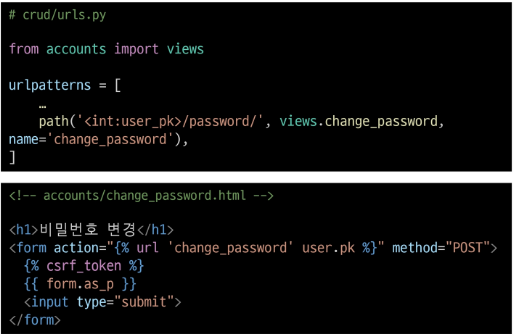 # crud/urls.py
from accounts import views
urlpatterns = [
…
path('<int:user_pk>/password/', views.change_password,
name='change_password'),
]
<!-- accounts/change_password.html -->
<h1>비밀번호 변경</h1>
<form action="{% url 'change_password' user.pk %}" method="POST">
{% csrf_token %}
{{ form.as_p }}
<input type="submit">
</form>